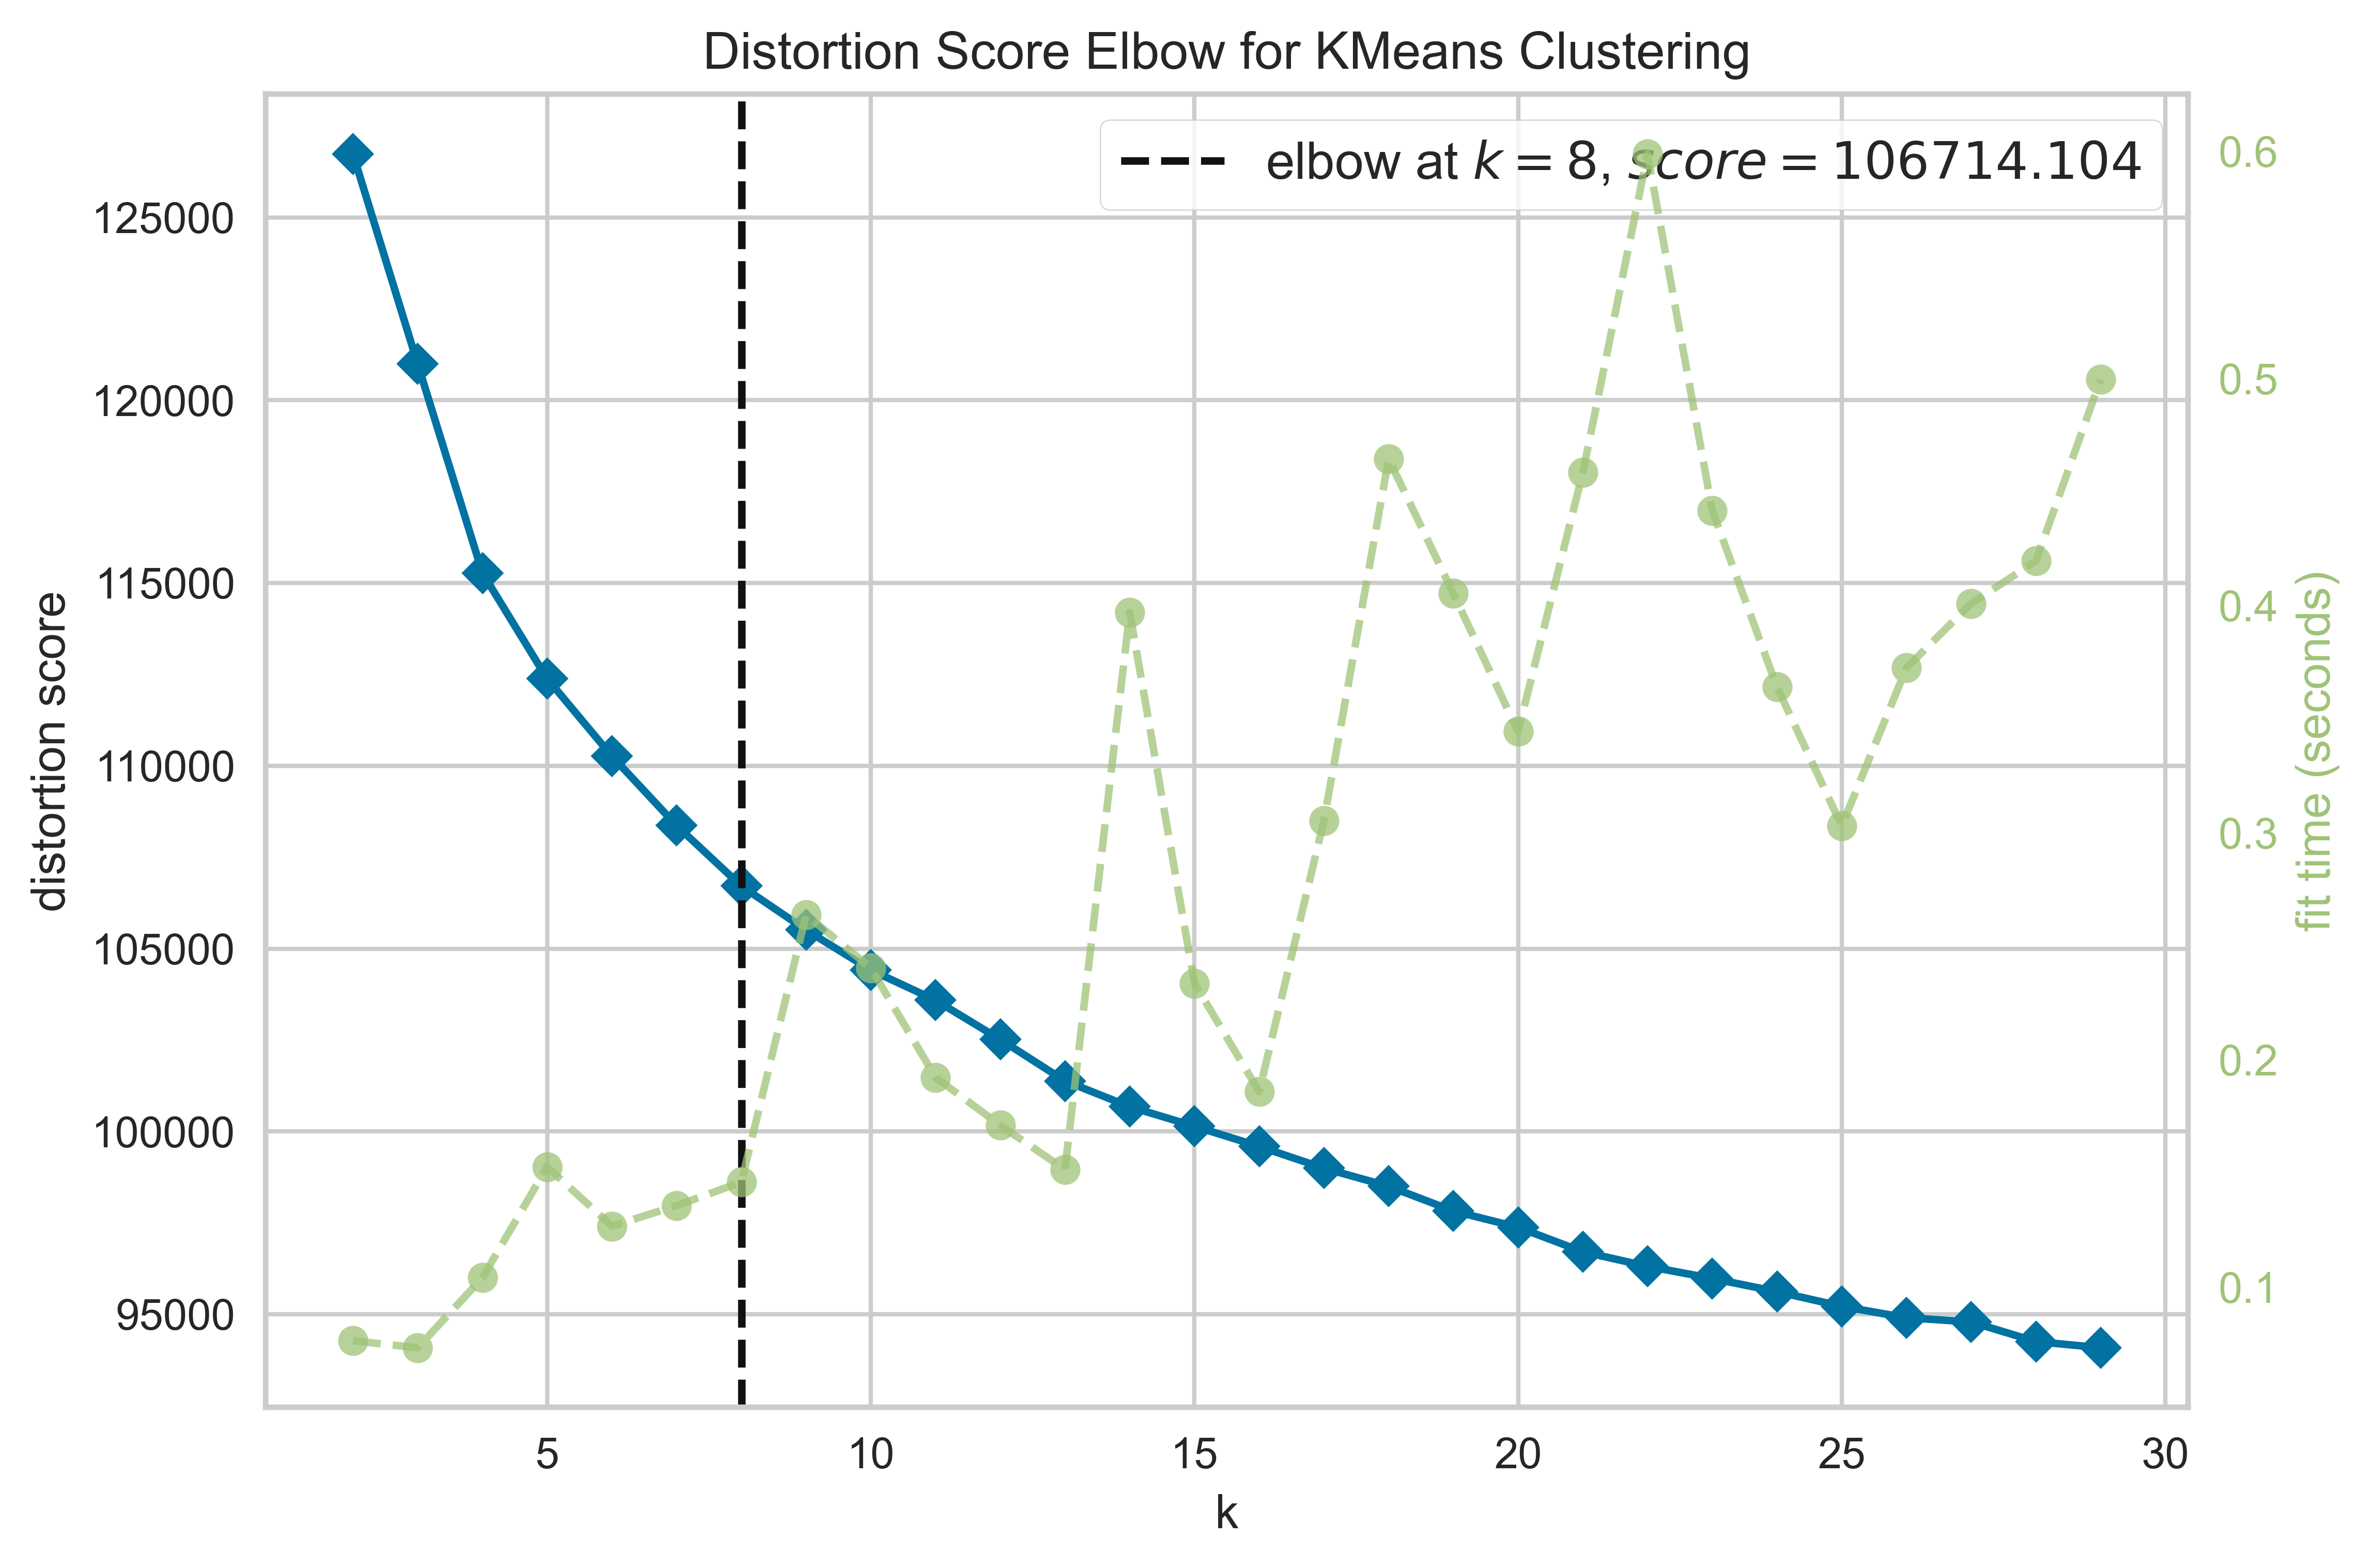 Distortion Score Elbow for KMeans Clustering
elbow at k = 8, score = 106714.104
distortion score
125000
120000
115000
110000
105000
100000
95000
0.6
0.5
0.4
0.3
0.2
0.1
fit time (seconds)
5 10 15 20 25 30
k